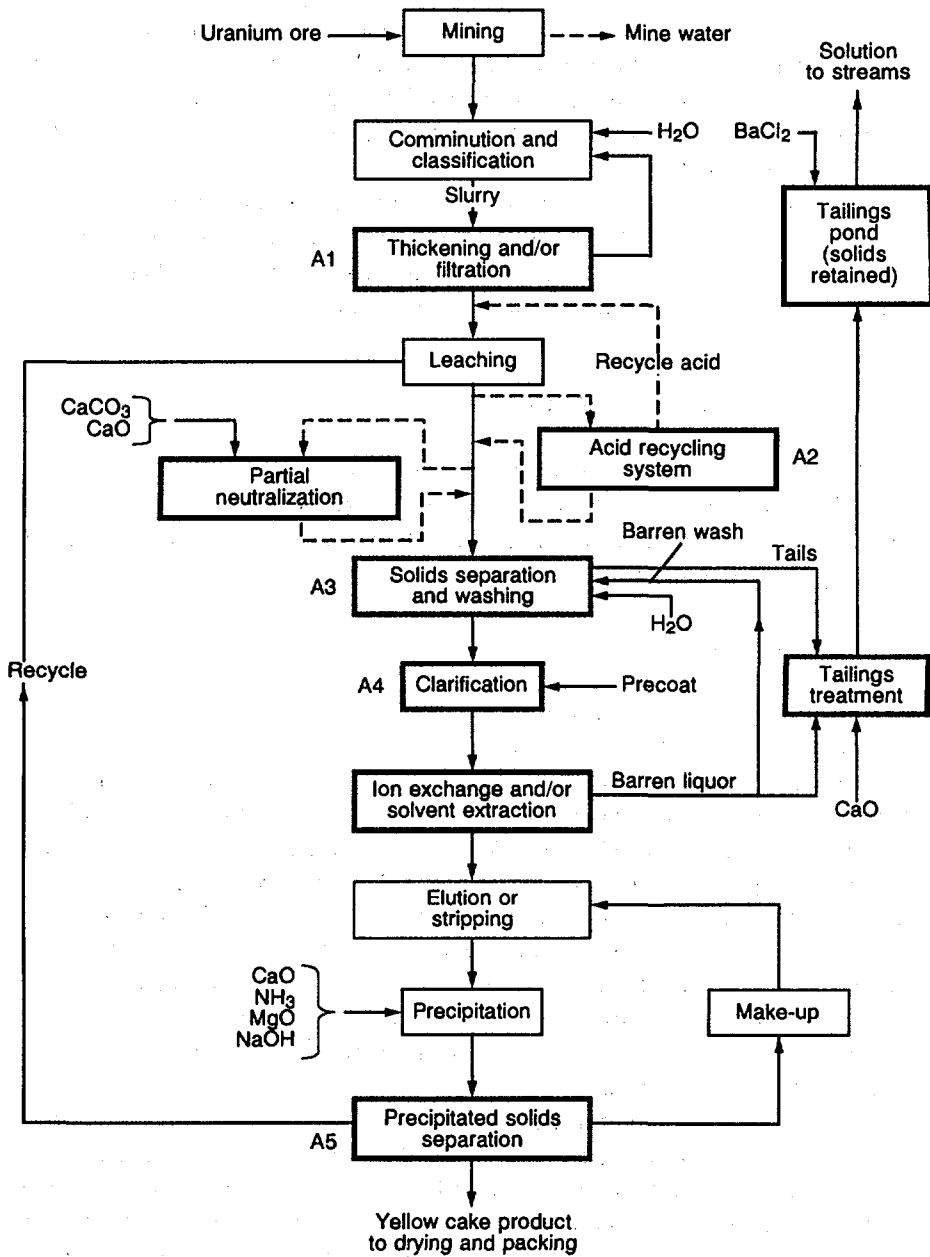 Uranium ore
Mining
Mine water
Solution
to streams
Comminution and
classification
H2O
BaCl2
Slurry
Tailings
pond
(solids
retained)
A1
Thickening and/or
filtration
Leaching
Recycle acid
CaCO3
CaO
Partial
neutralization
Acid recycling
system
A2
Barren wash
Tails
A3
Solids separation
and washing
H2O
Recycle
A4
Clarification
Precoat
Tailings
treatment
Ion exchange and/or
solvent extraction
Barren liquor
CaO
Elution or
stripping
CaO
NH3
MgO
NaOH
Precipitation
Make-up
A5
Precipitated solids
separation
Yellow cake product
to drying and packing